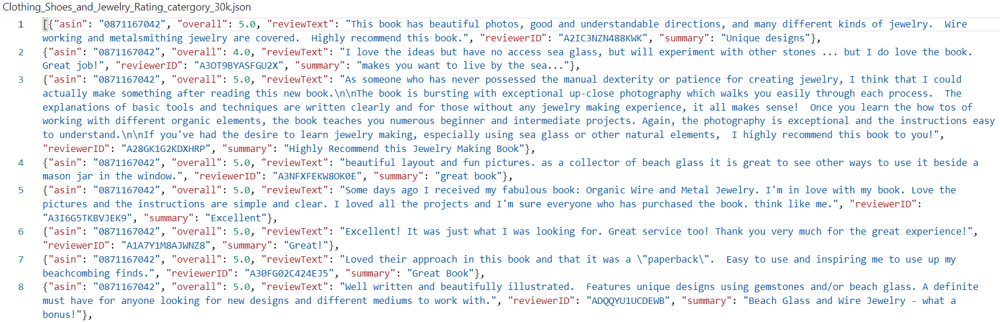 Clothing_Shoes_and_Jewelry_Rating_catergory_30k.json
1 [{"asin": "0871167042", "overall": 5.0, "reviewText": "This book has beautiful photos, good and understandable directions, and many different kinds of jewelry.  Wire
working and metalsmithing jewelry are covered.  Highly recommend this book.", "reviewerID": "A2IC3NZN488KWK", "summary": "Unique designs"},
2 {"asin": "0871167042", "overall": 4.0, "reviewText": "I love the ideas but have no access sea glass, but will experiment with other stones ... but I do love the book.
Great job!", "reviewerID": "A3OT9BYASFGU2X", "summary": "makes you want to live by the sea..."},
3 {"asin": "0871167042", "overall": 5.0, "reviewText": "As someone who has never possessed the manual dexterity or patience for creating jewelry, I think that I could
actually make something after reading this new book.\n\nThe book is bursting with exceptional up-close photography which walks you easily through each process.  The
explanations of basic tools and techniques are written clearly and for those without any jewelry making experience, it all makes sense!  Once you learn the how tos of
working with different organic elements, the book teaches you numerous beginner and intermediate projects. Again, the photography is exceptional and the instructions easy
to understand.\n\nIf you've had the desire to learn jewelry making, especially using sea glass or other natural elements,  I highly recommend this book to you!",
"reviewerID": "A28GK1G2KDXHRP", "summary": "Highly Recommend this Jewelry Making Book"},
4 {"asin": "0871167042", "overall": 5.0, "reviewText": "beautiful layout and fun pictures. as a collector of beach glass it is great to see other ways to use it beside a
mason jar in the window.", "reviewerID": "A3NFXFEKW8OK0E", "summary": "great book"},
5 {"asin": "0871167042", "overall": 5.0, "reviewText": "Some days ago I received my fabulous book: Organic Wire and Metal Jewelry. I'm in love with my book. Love the
pictures and the instructions are simple and clear. I loved all the projects and I'm sure everyone who has purchased the book. think like me.", "reviewerID":
"A3I6G5TKBVJEK9", "summary": "Excellent"},
6 {"asin": "0871167042", "overall": 5.0, "reviewText": "Excellent! It was just what I was looking for. Great service too! Thank you very much for the great experience!",
"reviewerID": "A1A7Y1M8AJWNZ8", "summary": "Great!"},
7 {"asin": "0871167042", "overall": 5.0, "reviewText": "Loved their approach in this book and that it was a \"paperback\".  Easy to use and inspiring me to use up my
beachcombing finds.", "reviewerID": "A30FG02C424EJ5", "summary": "Great Book"},
8 {"asin": "0871167042", "overall": 5.0, "reviewText": "Well written and beautifully illustrated.  Features unique designs using gemstones and/or beach glass. A definite
must have for anyone looking for new designs and different mediums to work with.", "reviewerID": "ADQQYU1UCDEWB", "summary": "Beach Glass and Wire Jewelry - what a
bonus!"},